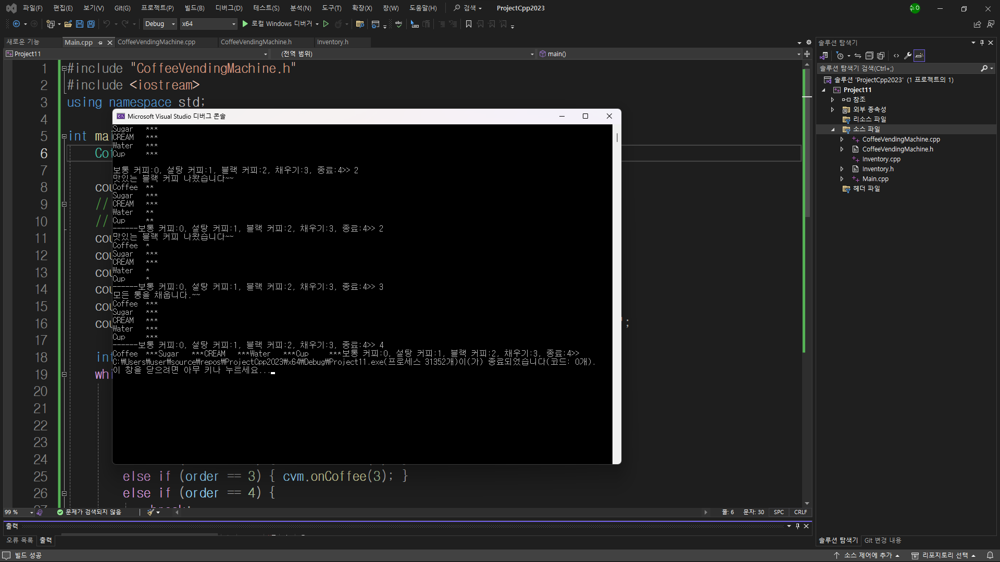 파일(F) 편집(E) 보기(V) Git(G) 프로젝트(P) 빌드(B) 디버그(D) 테스트(S) 분석(N) 도구(T) 확장(X) 창(W) 도움말(H) 검색 ProjectCpp2023 순0
Debug x64 로컬 Windows 디버거
새로운 기능 Main.cpp CoffeeVendingMachine.cpp CoffeeVendingMachine.h Inventory.h
Project11 (전역 범위) main()
1 #include "CoffeeVendingMachine.h"
2 #include <iostream>
3 using namespace std;
4
5 int mai
6 Cof
7
8 cou
9 //
10 //
11 cou
12 cou
13 cou
14 cou
15 cou
16 cou ;
17
18 int
19 whi
20
21
22
23
24
25 else if (order == 3) { cvm.onCoffee(3); }
26 else if (order == 4) {
27 break;
Microsoft Visual Studio 디버그 콘솔
Sugar ***
CREAM ***
Water ***
Cup ***
보통 커피:0, 설탕 커피:1, 블랙 커피:2, 채우기:3, 종료:4>> 2
맛있는 블랙 커피 나왔습니다~~
Coffee **
Sugar ***
CREAM ***
Water **
Cup **
------보통 커피:0, 설탕 커피:1, 블랙 커피:2, 채우기:3, 종료:4>> 2
맛있는 블랙 커피 나왔습니다~~
Coffee *
Sugar ***
CREAM ***
Water *
Cup *
------보통 커피:0, 설탕 커피:1, 블랙 커피:2, 채우기:3, 종료:4>> 3
모든 통을 채웁니다.~~
Coffee ***
Sugar ***
CREAM ***
Water ***
Cup ***
------보통 커피:0, 설탕 커피:1, 블랙 커피:2, 채우기:3, 종료:4>> 4
Coffee ***Sugar ***CREAM ***Water ***Cup ***보통 커피:0, 설탕 커피:1, 블랙 커피:2, 채우기:3, 종료:4>>
C:₩Users₩user₩source₩repos₩ProjectCpp2023₩x64₩Debug₩Project11.exe(프로세스 31352개)이(가) 종료되었습니다(코드: 0개).
이 창을 닫으려면 아무 키나 누르세요...
99 % 문제가 검색되지 않음 줄: 6 문자: 30 SPC CRLF
출력
오류 목록 출력
솔루션 탐색기
솔루션 탐색기 검색(Ctrl+;)
솔루션 'ProjectCpp2023' (1 프로젝트의 1)
Project11
참조
외부 종속성
리소스 파일
소스 파일
CoffeeVendingMachine.cpp
CoffeeVendingMachine.h
Inventory.cpp
Inventory.h
Main.cpp
헤더 파일
솔루션 탐색기 Git 변경 내용
빌드 성공 소스 제어에 추가 리포지토리 선택